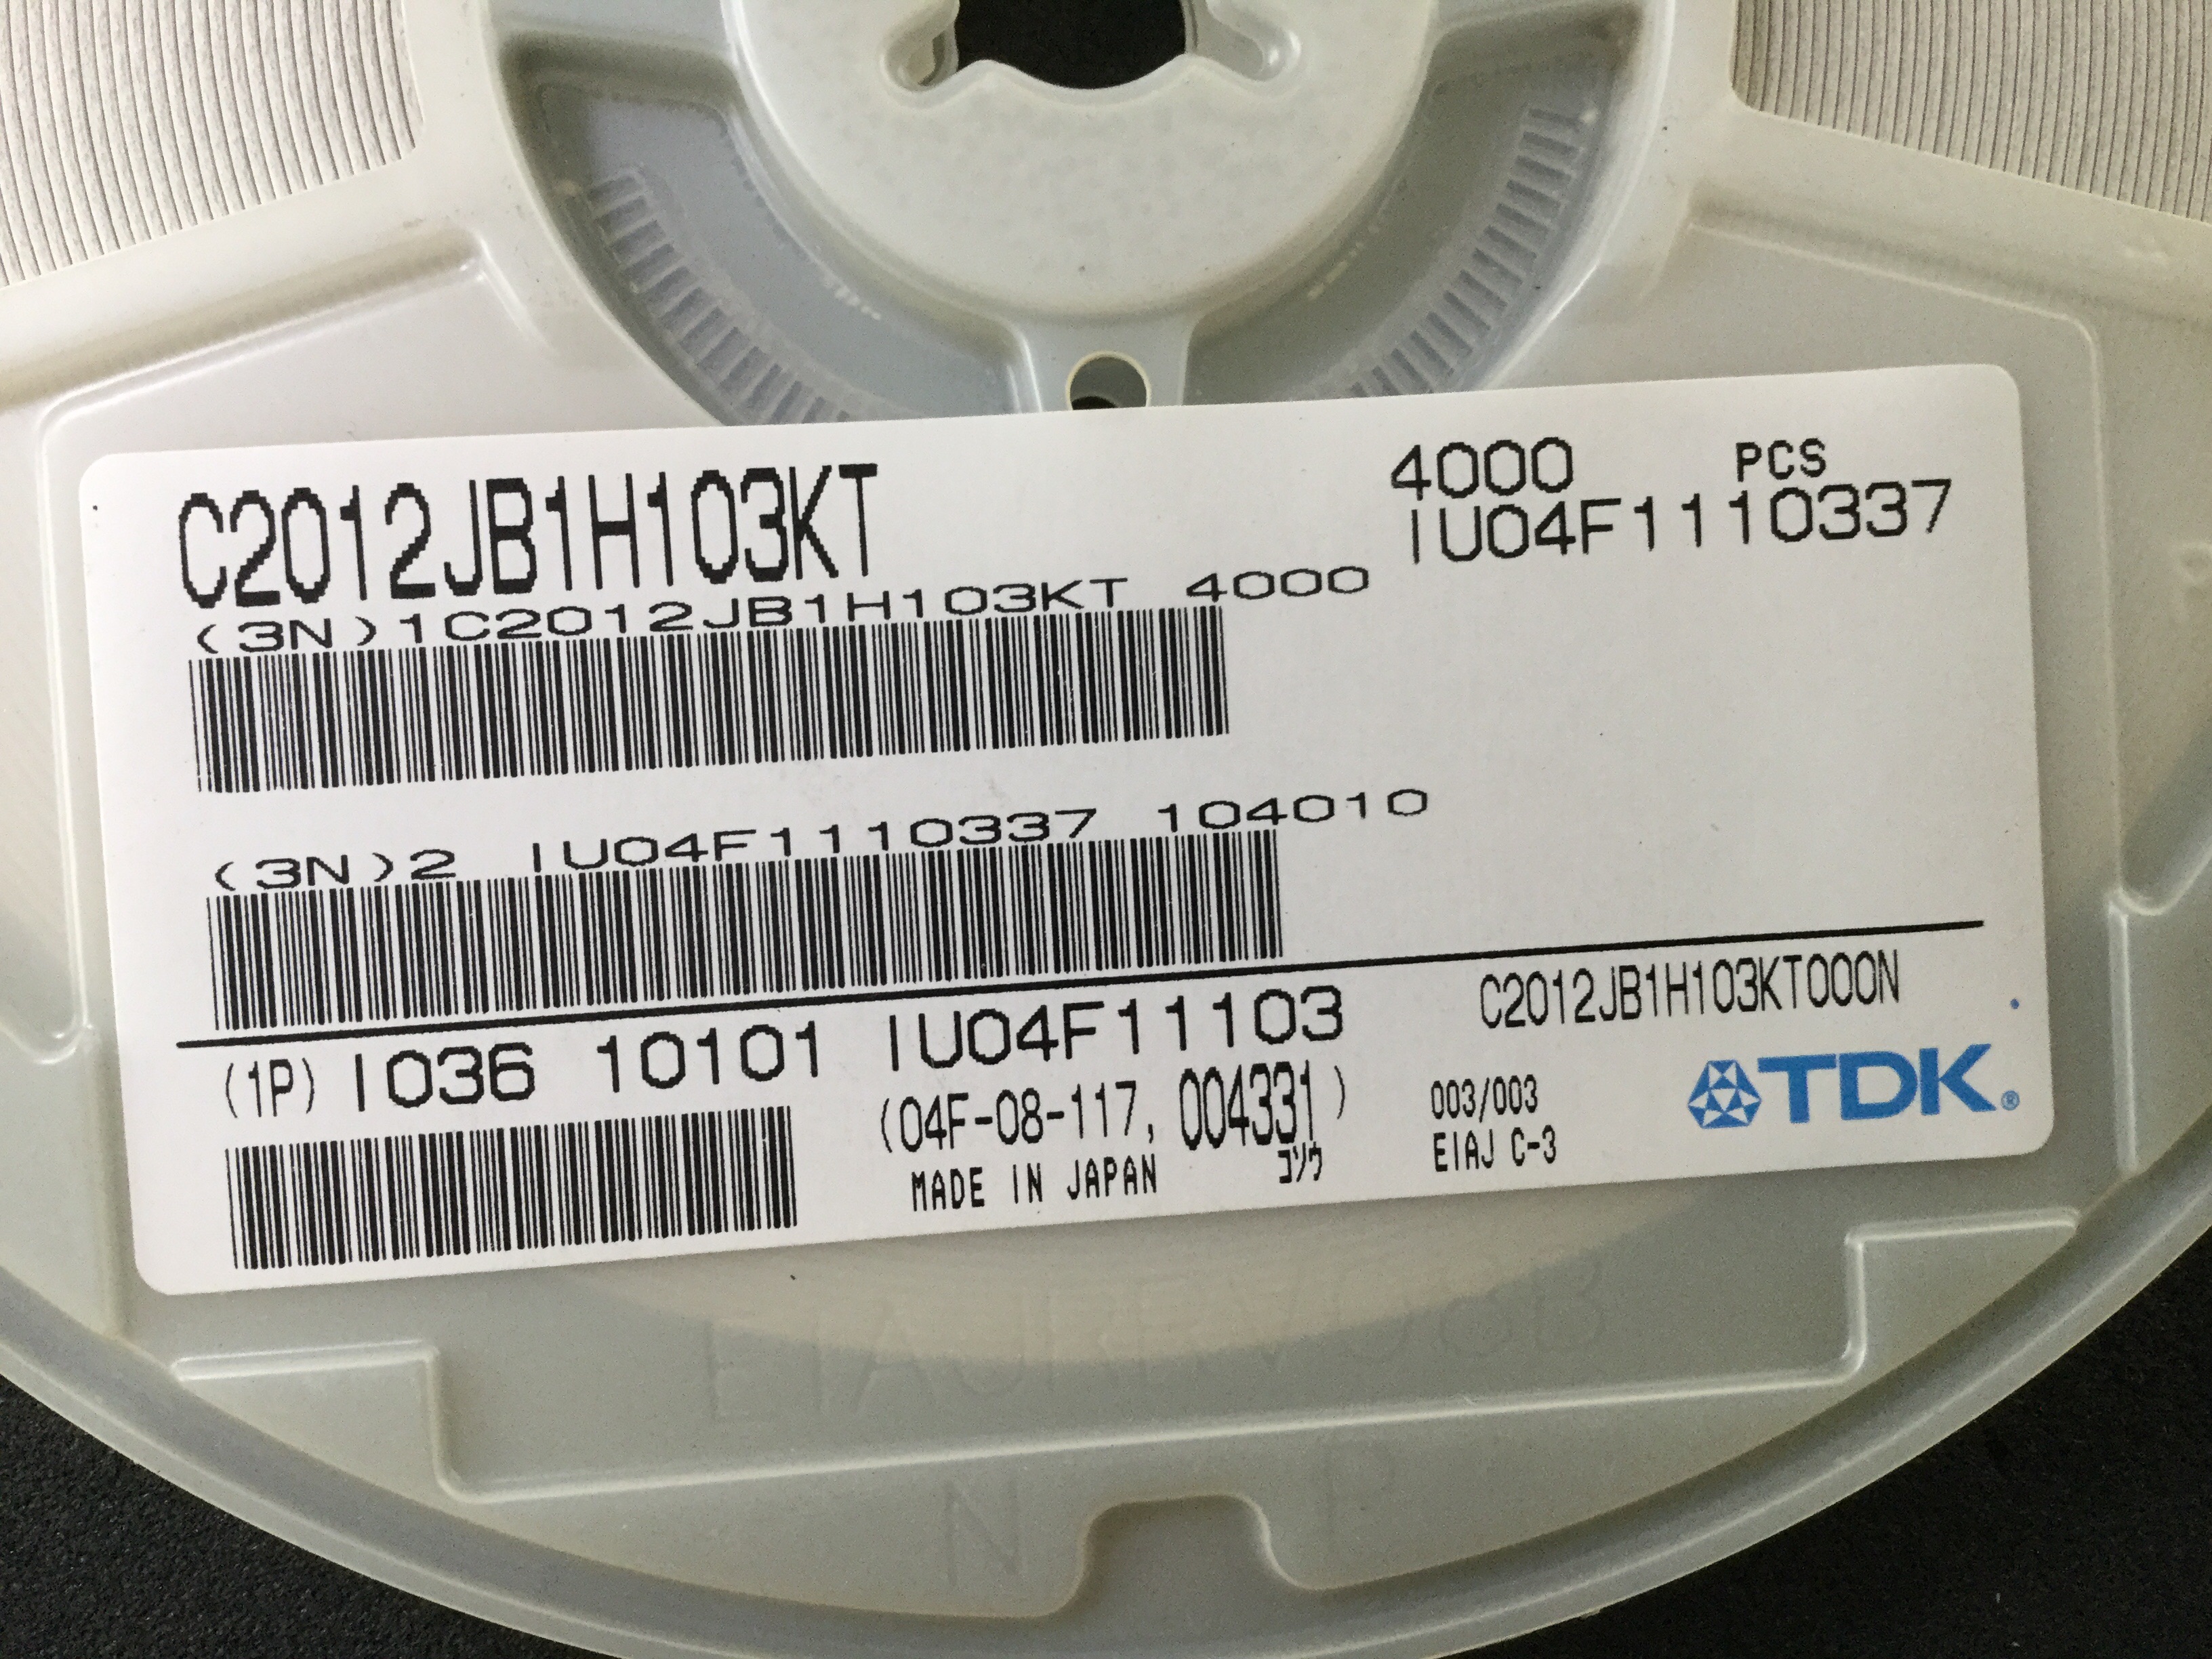 C2012JB1H103KT
4000 PCS
IU04F1110337
(3N)1C2012JB1H103KT 4000
(3N)2 IU04F1110337 104010
(1P) I036 10101 IU04F11103
C2012JB1H103KT000N
(04F-08-117, 004331)
003/003
TDK®
MADE IN JAPAN
コソウ
EIAJ C-3
EIAJREVO8B
N P